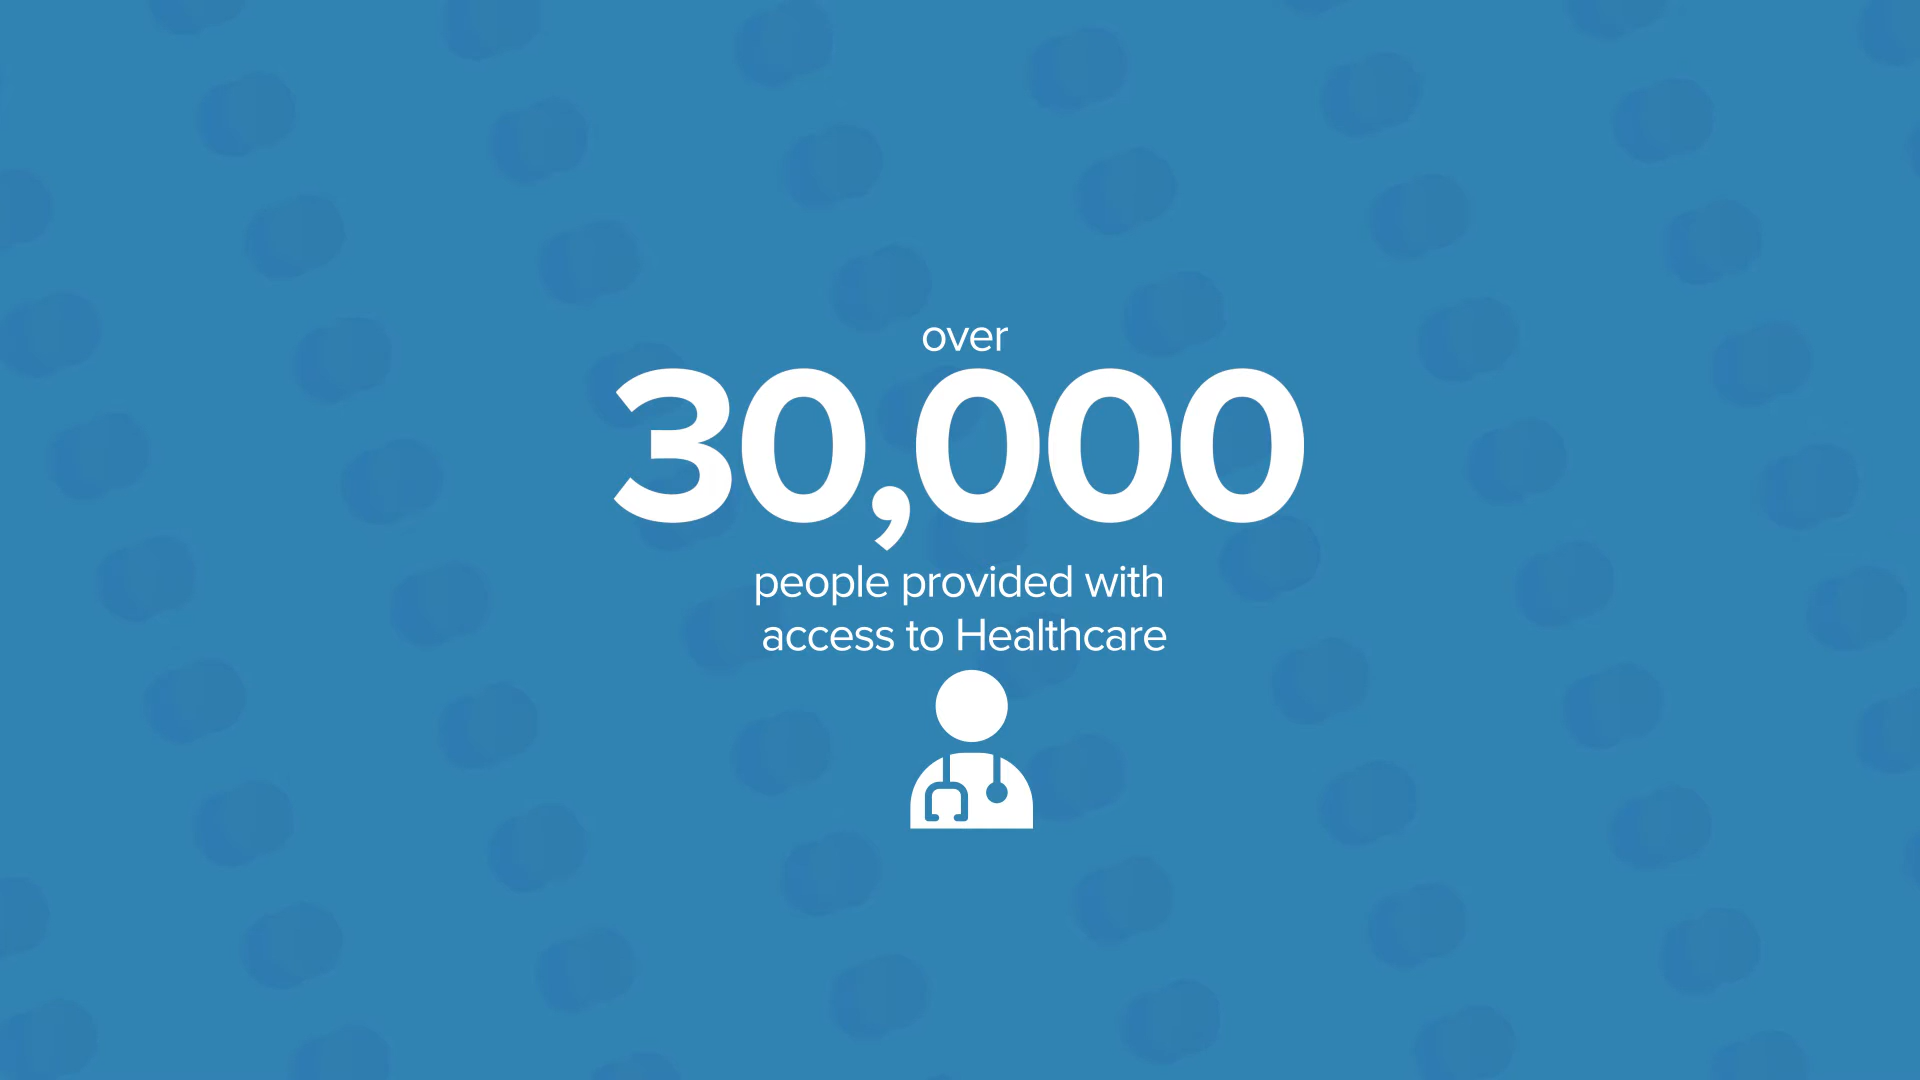 over
30,000
people provided with
access to Healthcare